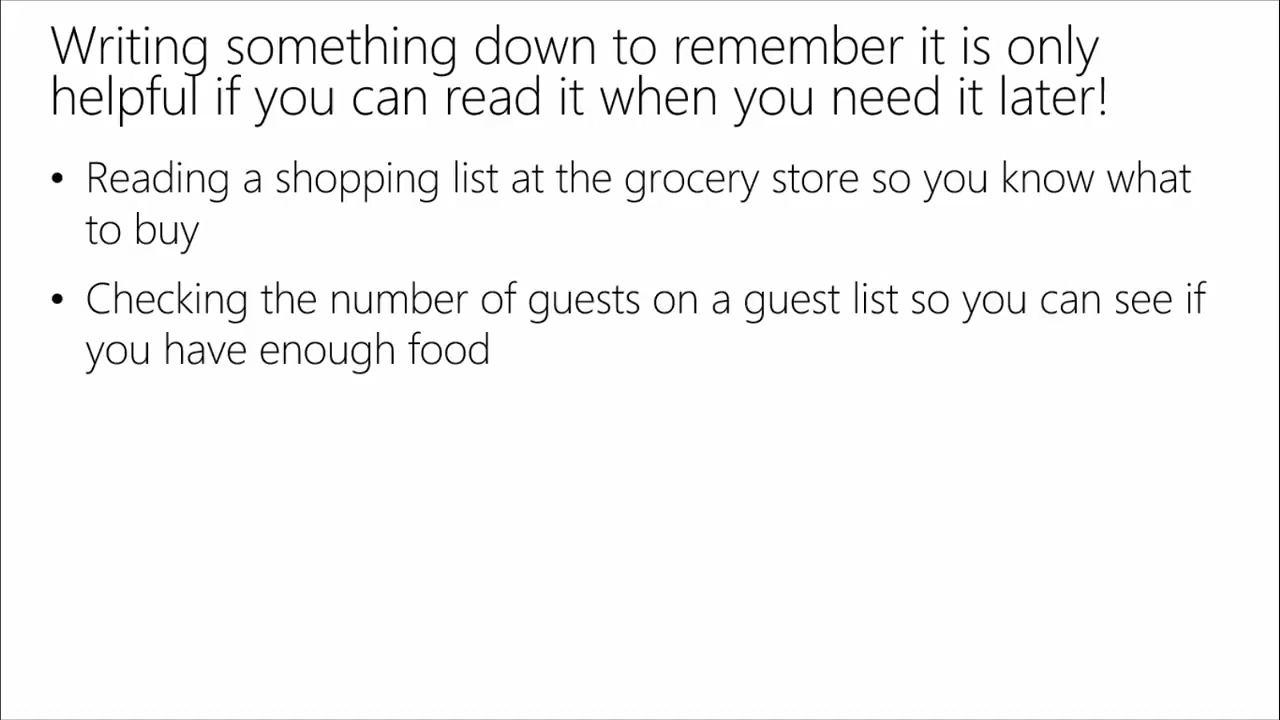 Writing something down to remember it is only
helpful if you can read it when you need it later!
• Reading a shopping list at the grocery store so you know what
to buy
• Checking the number of guests on a guest list so you can see if
you have enough food